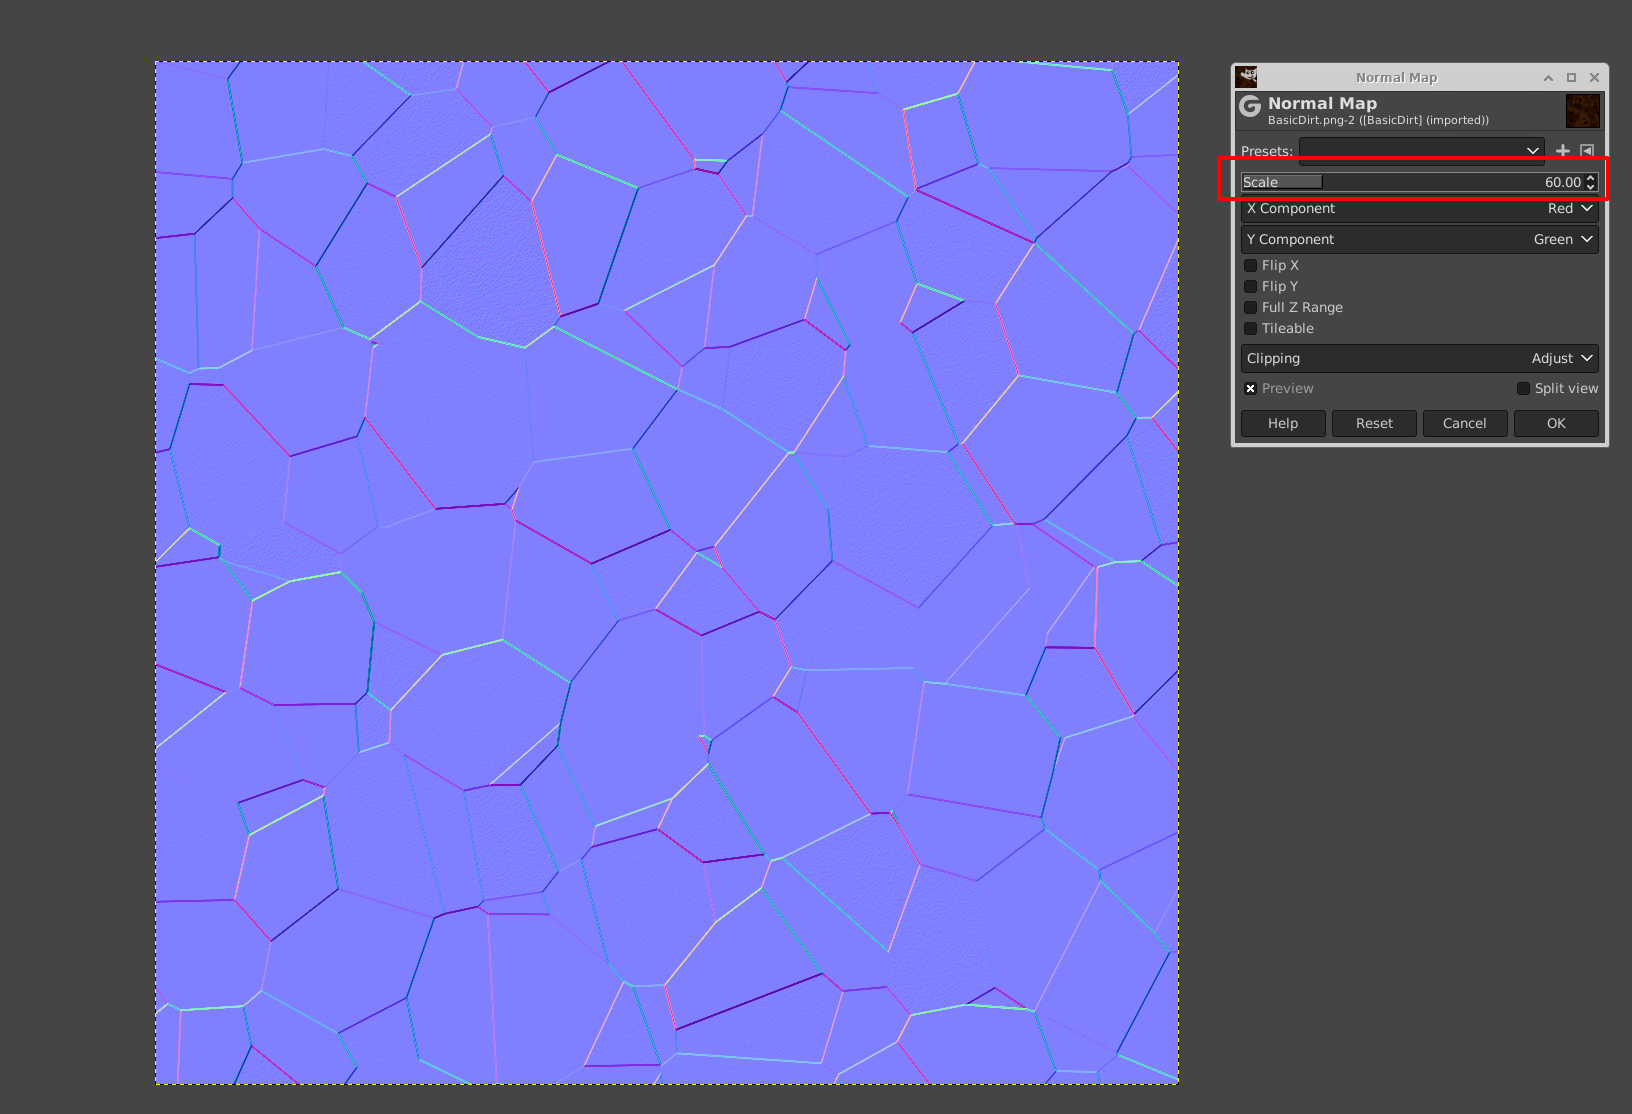 Normal Map
Normal Map
BasicDirt.png-2 ([BasicDirt] (imported))
Presets:
Scale 60.00
X Component Red
Y Component Green
Flip X
Flip Y
Full Z Range
Tileable
Clipping Adjust
Preview Split view
Help Reset Cancel OK